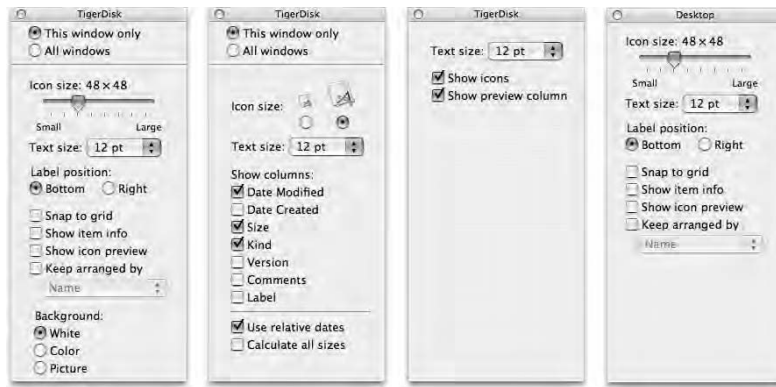 TigerDisk
This window only
All windows
Icon size: 48 × 48
Small Large
Text size: 12 pt
Label position:
Bottom Right
Snap to grid
Show item info
Show icon preview
Keep arranged by
Name
Background:
White
Color
Picture
TigerDisk
This window only
All windows
Icon size:
Text size: 12 pt
Show columns:
Date Modified
Date Created
Size
Kind
Version
Comments
Label
Use relative dates
Calculate all sizes
TigerDisk
Text size: 12 pt
Show icons
Show preview column
Desktop
Icon size: 48 × 48
Small Large
Text size: 12 pt
Label position:
Bottom Right
Snap to grid
Show item info
Show icon preview
Keep arranged by
Name